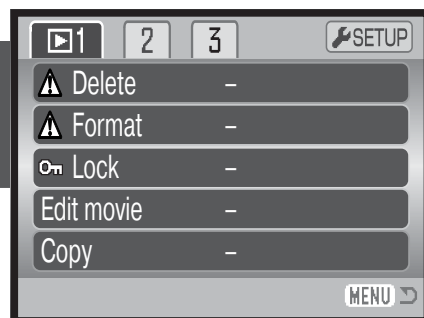 1 2 3 SETUP
Delete –
Format –
Lock –
Edit movie –
Copy –
MENU